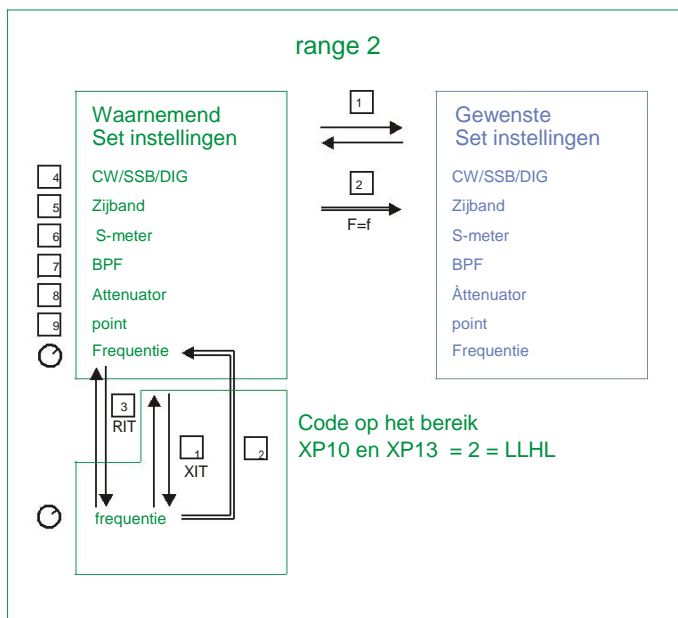 range 2
Waarnemend
Set instellingen
1
Gewenste
Set instellingen
4
CW/SSB/DIG
2
CW/SSB/DIG
5
Zijband
F=f
Zijband
6
S-meter
S-meter
7
BPF
BPF
8
Attenuator
Àttenuator
9
point
point
Frequentie
Frequentie
3
RIT
1
XIT
2
Code op het bereik
XP10 en XP13 = 2 = LLHL
frequentie